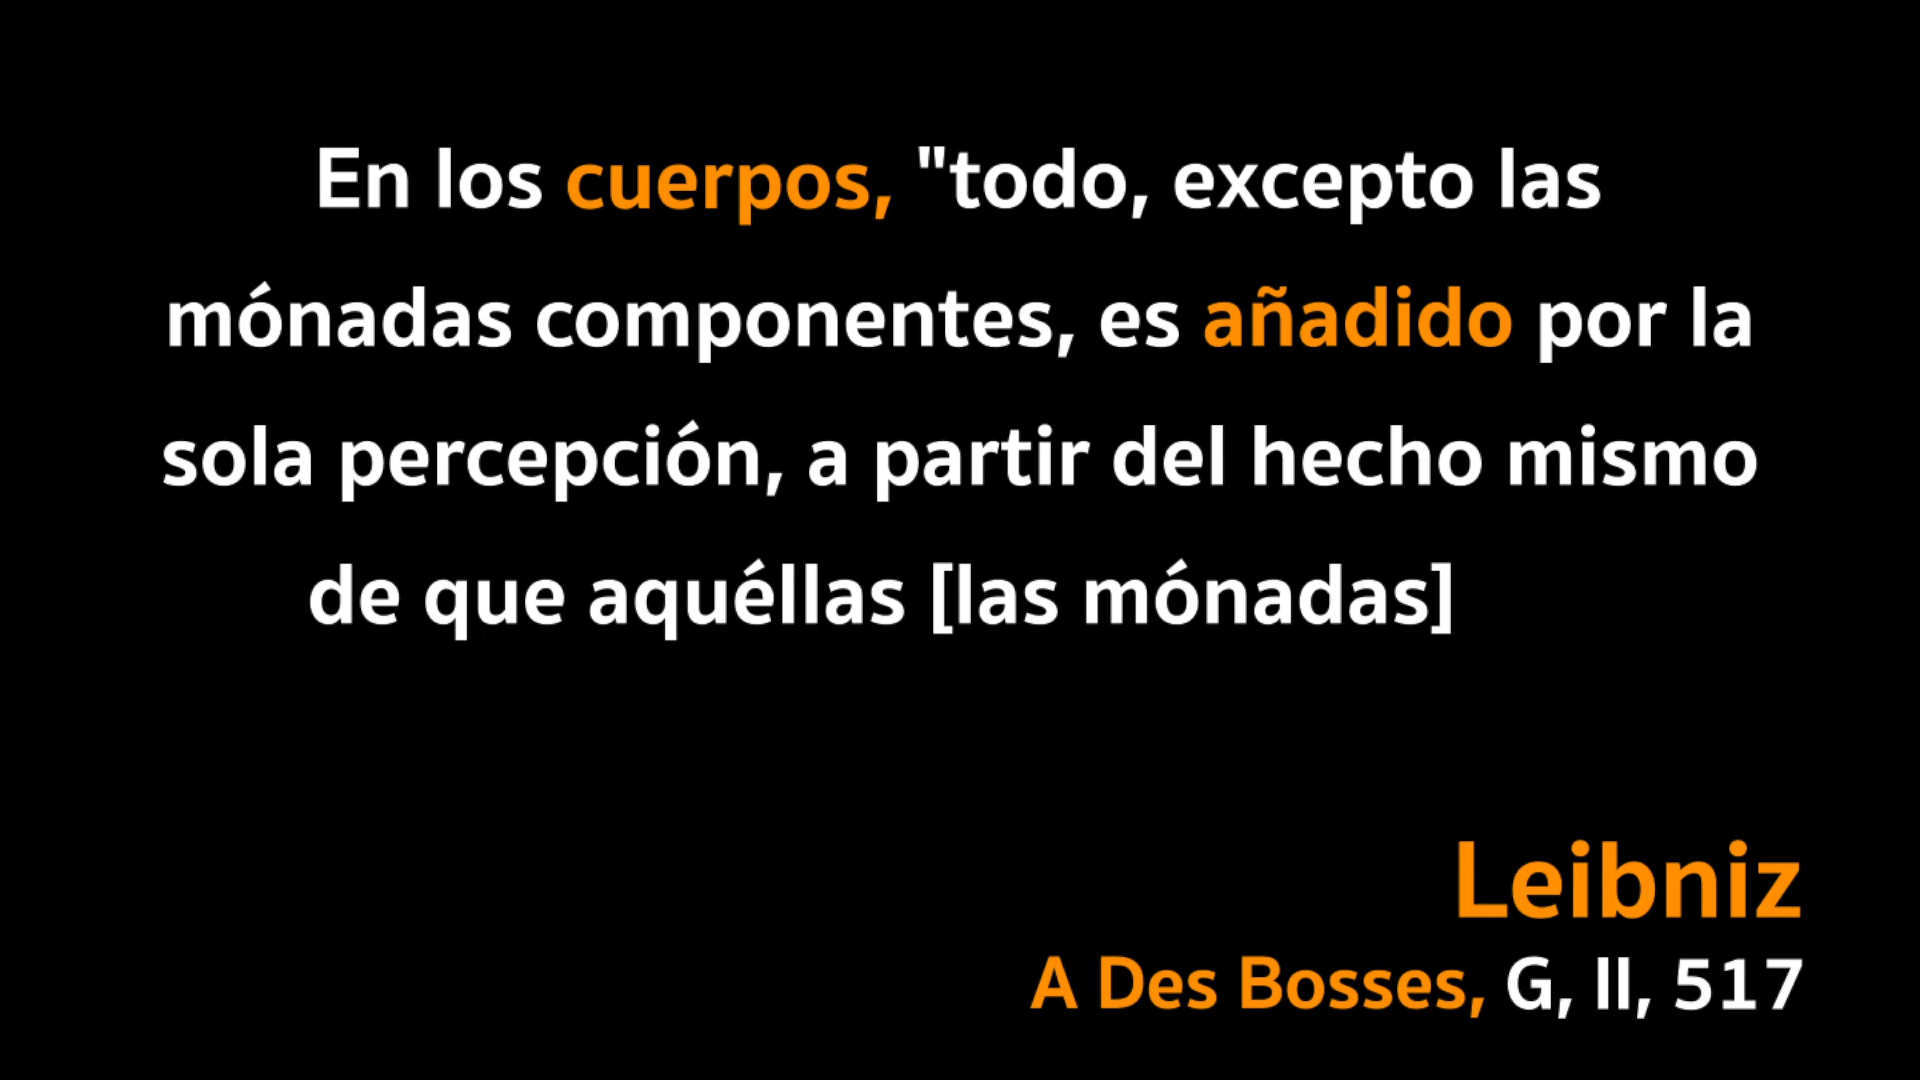 En los cuerpos, "todo, excepto las
mónadas componentes, es añadido por la
sola percepción, a partir del hecho mismo
de que aquéllas [las mónadas]
Leibniz
A Des Bosses, G, II, 517